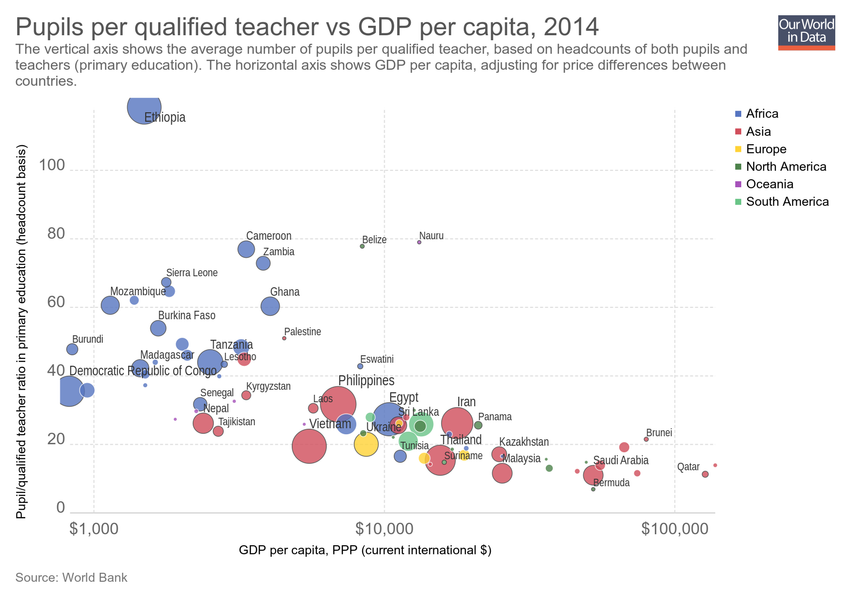 Pupils per qualified teacher vs GDP per capita, 2014
Our World
in Data
The vertical axis shows the average number of pupils per qualified teacher, based on headcounts of both pupils and
teachers (primary education). The horizontal axis shows GDP per capita, adjusting for price differences between
countries.
Pupil/qualified teacher ratio in primary education (headcount basis)
100
80
60
40
20
0
Ethiopia
Cameroon
Belize
Nauru
Zambia
Sierra Leone
Mozambique
Ghana
Burkina Faso
Palestine
Burundi
Tanzania
Madagascar
Lesotho
Eswatini
Democratic Republic of Congo
Philippines
Kyrgyzstan
Senegal
Laos
Egypt
Iran
Nepal
Sri Lanka
Panama
Tajikistan
Vietnam
Ukraine
Brunei
Tunisia
Thailand
Kazakhstan
Suriname
Malaysia
Saudi Arabia
Qatar
Bermuda
$1,000
$10,000
$100,000
GDP per capita, PPP (current international $)
Africa
Asia
Europe
North America
Oceania
South America
Source: World Bank